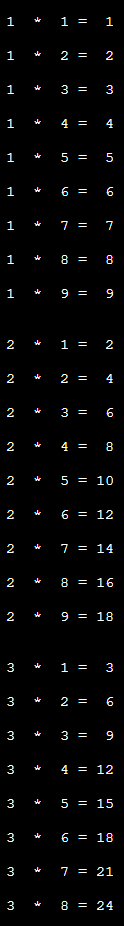 1  *  1 =  1
1  *  2 =  2
1  *  3 =  3
1  *  4 =  4
1  *  5 =  5
1  *  6 =  6
1  *  7 =  7
1  *  8 =  8
1  *  9 =  9
2  *  1 =  2
2  *  2 =  4
2  *  3 =  6
2  *  4 =  8
2  *  5 = 10
2  *  6 = 12
2  *  7 = 14
2  *  8 = 16
2  *  9 = 18
3  *  1 =  3
3  *  2 =  6
3  *  3 =  9
3  *  4 = 12
3  *  5 = 15
3  *  6 = 18
3  *  7 = 21
3  *  8 = 24